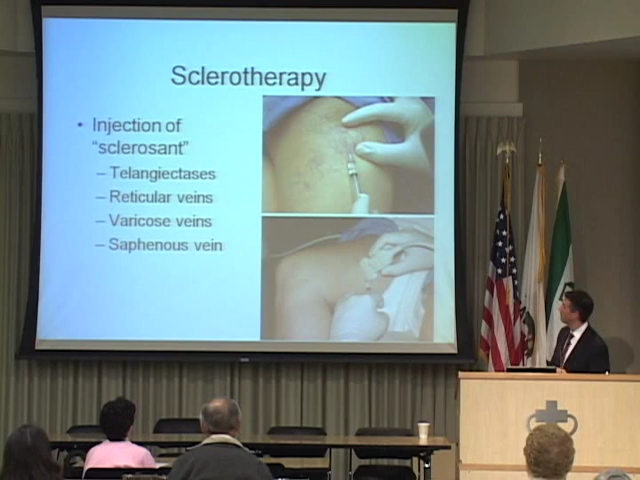 Sclerotherapy
• Injection of
“sclerosant”
– Telangiectases
– Reticular veins
– Varicose veins
– Saphenous vein